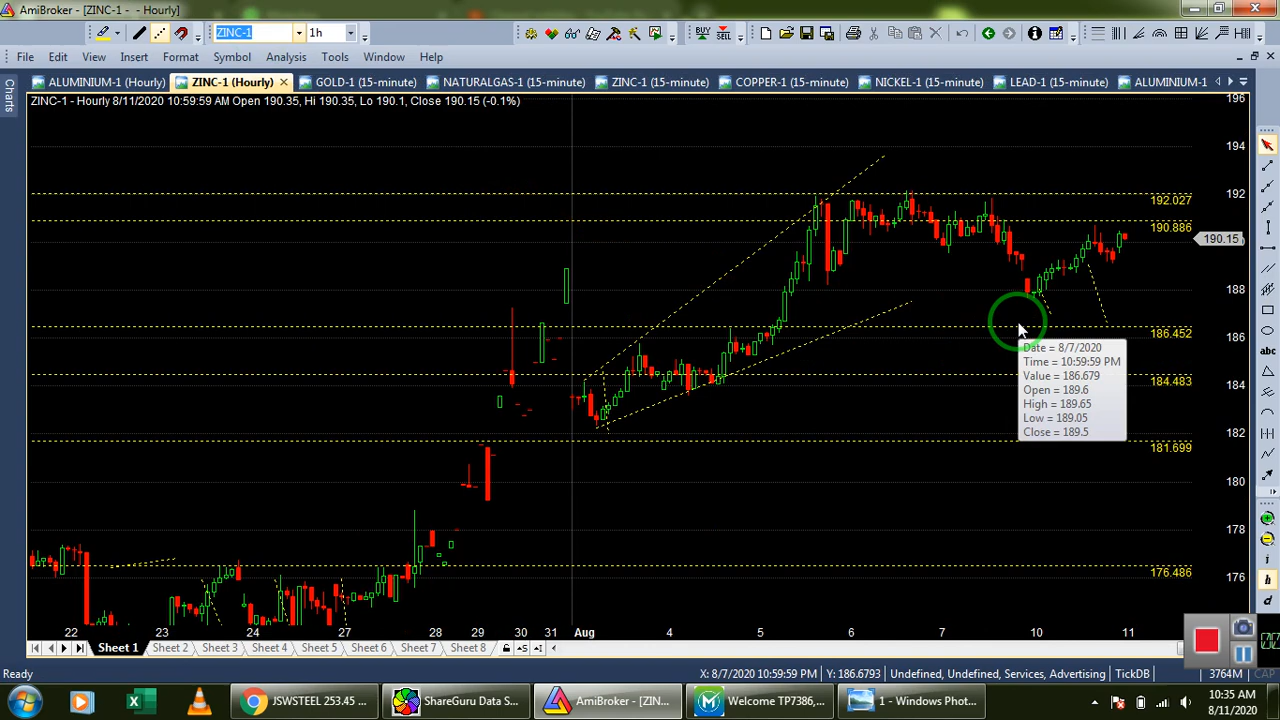 AmiBroker - [ZINC-1 - - Hourly]
ZINC-1
1h
BUY
SELL
File Edit View Insert Format Symbol Analysis Tools Window Help
Charts
ALUMINIUM-1 (Hourly) ZINC-1 (Hourly) GOLD-1 (15-minute) NATURALGAS-1 (15-minute) ZINC-1 (15-minute) COPPER-1 (15-minute) NICKEL-1 (15-minute) LEAD-1 (15-minute) ALUMINIUM-1
ZINC-1 - Hourly 8/11/2020 10:59:59 AM Open 190.35, Hi 190.35, Lo 190.1, Close 190.15 (-0.1%)
196
194
192
192.027
190.886
190.15
188
186.452
186
184.483
184
182
181.699
180
178
176.486
176
abc
i
h
d
Date = 8/7/2020
Time = 10:59:59 PM
Value = 186.679
Open = 189.6
High = 189.65
Low = 189.05
Close = 189.5
22 23 24 27 28 29 30 31 Aug 4 5 6 7 10 11
Sheet 1 Sheet 2 Sheet 3 Sheet 4 Sheet 5 Sheet 6 Sheet 7 Sheet 8
Ready
X: 8/7/2020 10:59:59 PM Y: 186.6793 Undefined, Undefined, Services, Advertising TickDB 3764M CAP
JSWSTEEL 253.45 ... ShareGuru Data S... AmiBroker - [ZIN... Welcome TP7386,... 1 - Windows Phot...
10:35 AM
8/11/2020